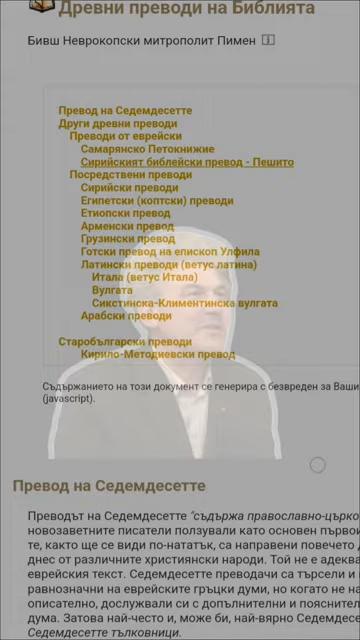 Древни преводи на Библията
Бивш Неврокопски митрополит Пимен
Превод на Седемдесетте
Други древни преводи
Преводи от еврейски
Самарянско Петокнижие
Сирийският библейски превод - Пешито
Посредствени преводи
Сирийски преводи
Египетски (коптски) преводи
Етиопски превод
Арменски превод
Грузински превод
Готски превод на епископ Улфила
Латински преводи (ветус латина)
Итала (ветус Итала)
Вулгата
Сикстинска-Климентинска вулгата
Арабски преводи
Старобългарски преводи
Кирило-Методиевски превод
Съдържанието на този документ се генерира с безвреден за Ваши
(javascript).
Превод на Седемдесетте
Преводът на Седемдесетте "съдържа православно-църко
новозаветните писатели ползували като основен първои
те, както ще се види по-нататък, са направени повечето
днес от различните християнски народи. Той не е адеква
еврейския текст. Седемдесетте преводачи са търсели и
равнозначни на еврейските гръцки думи, но когато не на
описателно, дослужвали си с допълнителни и пояснител
дума. Затова най-често и, може би, най-вярно Седемдесе
Седемдесетте тълковници.